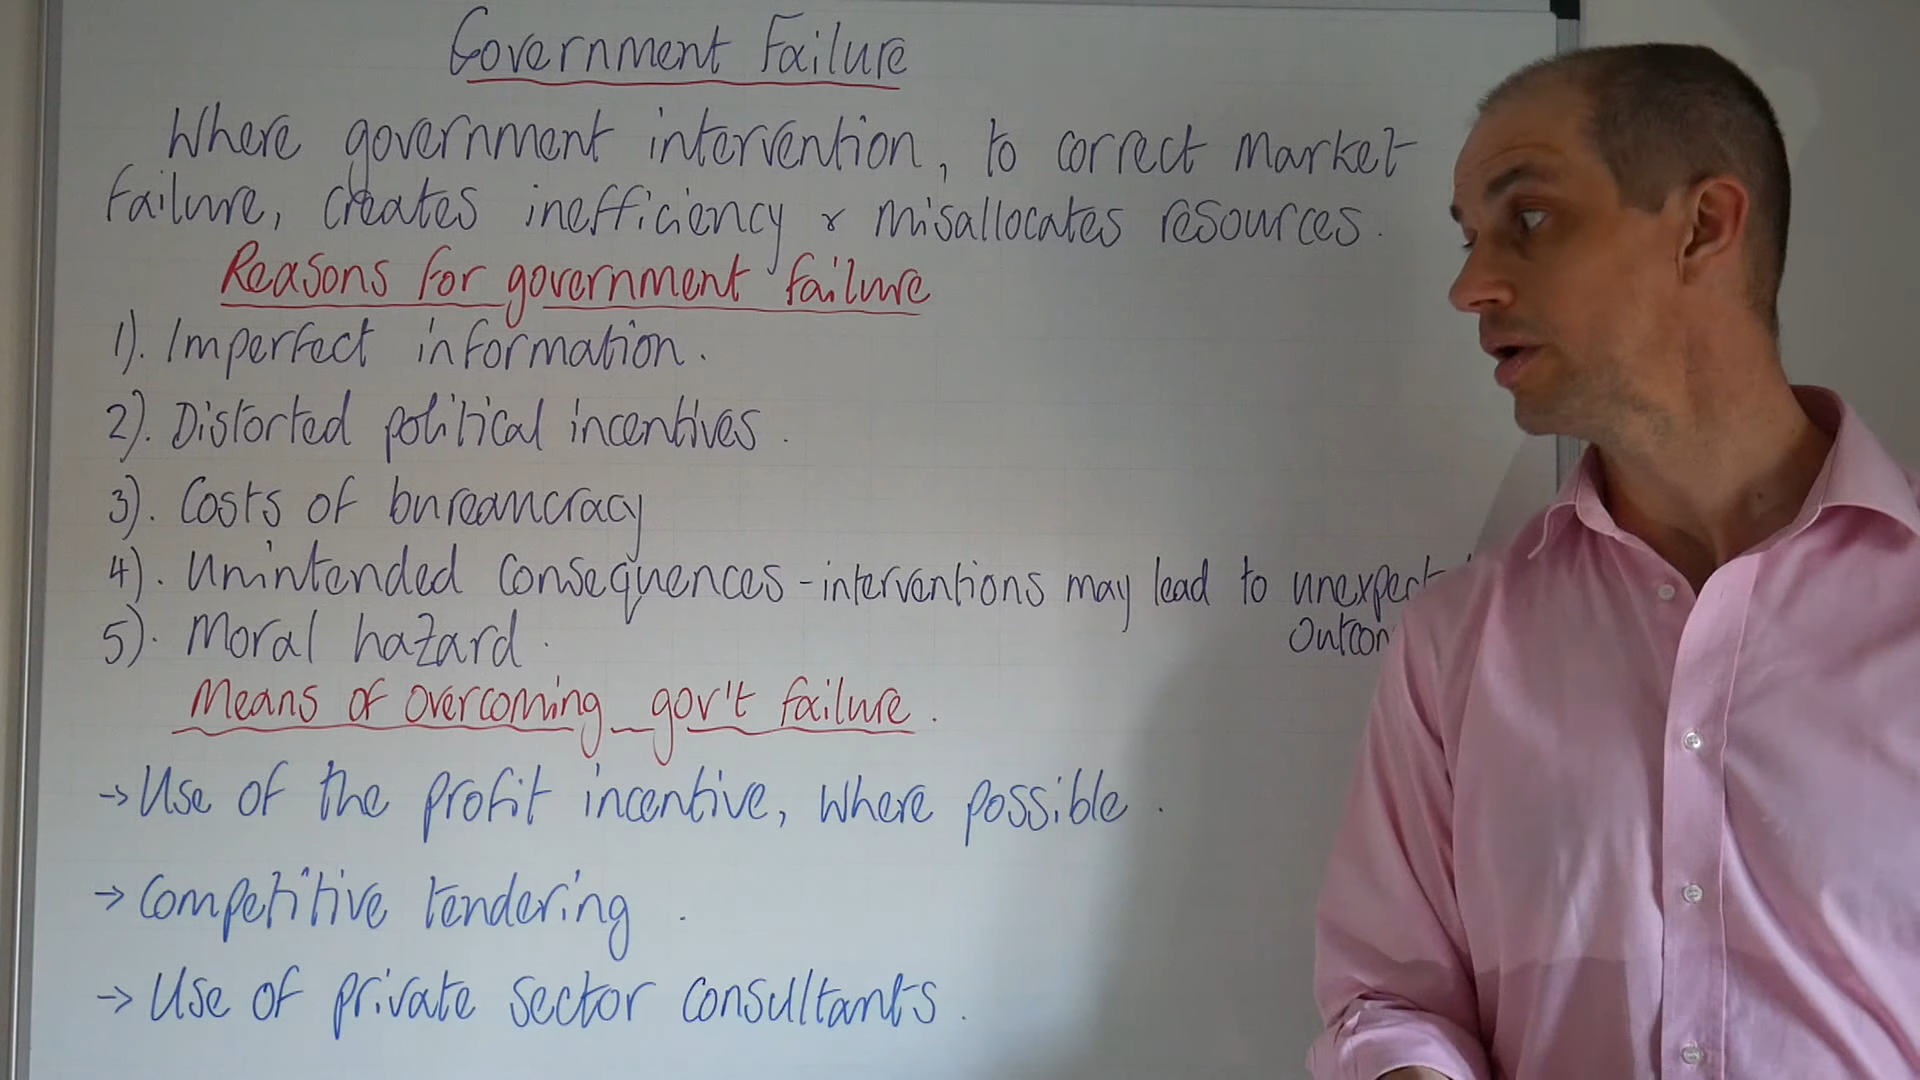 Government Failure
Where government intervention, to correct market
failure, creates inefficiency & misallocates resources.
Reasons for government failure
1). Imperfect information.
2). Distorted political incentives.
3). Costs of bureaucracy
4). Unintended consequences - interventions may lead to unexpect
outcom
5). Moral hazard.
Means of overcoming gov't failure.
→ Use of the profit incentive, where possible.
→ Competitive tendering.
→ Use of private sector consultants.